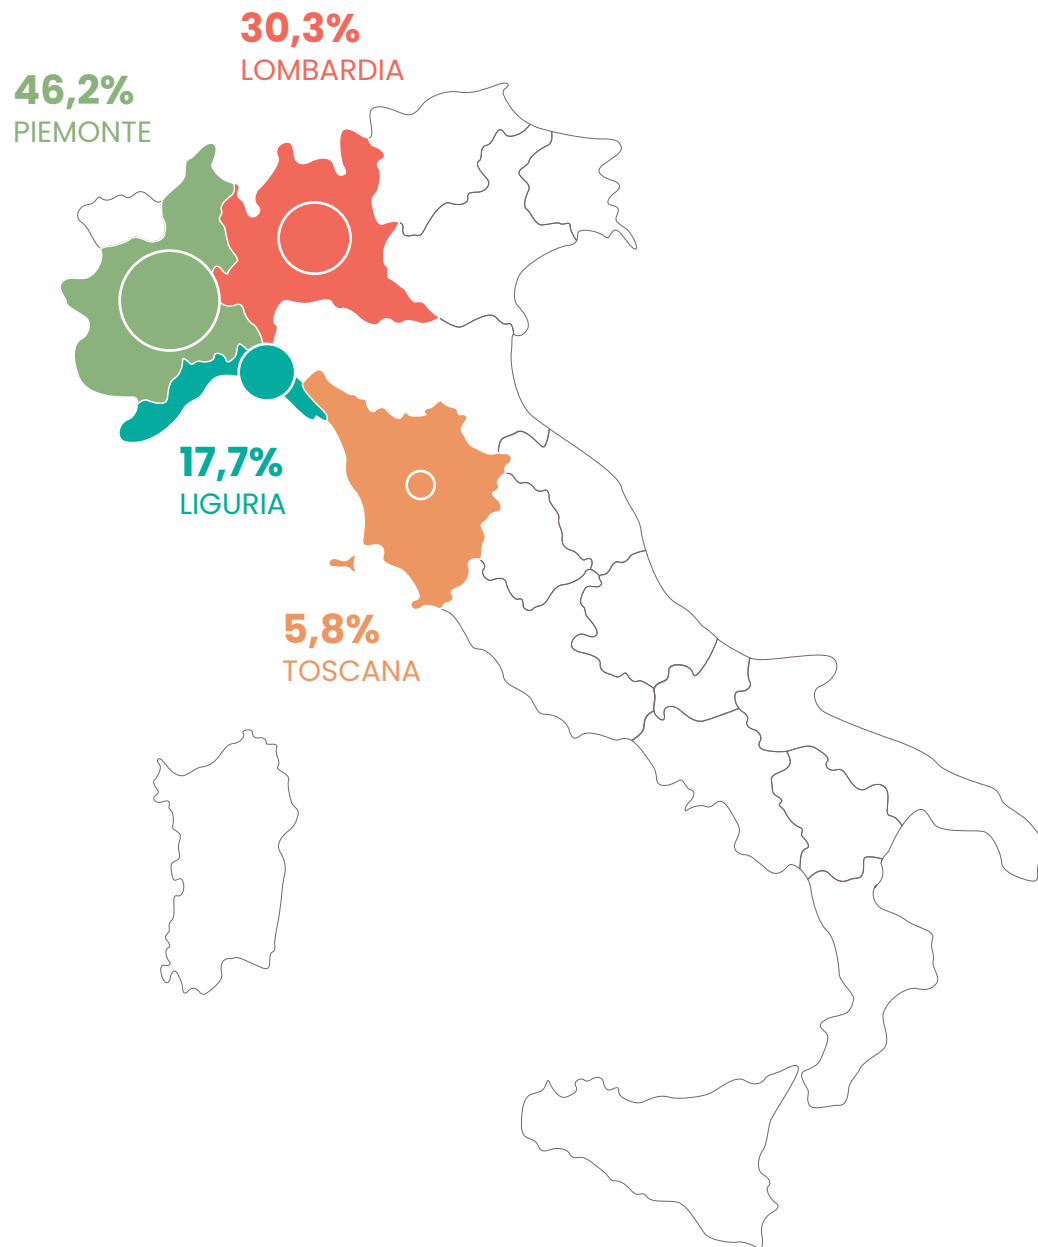 30,3%
LOMBARDIA
46,2%
PIEMONTE
17,7%
LIGURIA
5,8%
TOSCANA